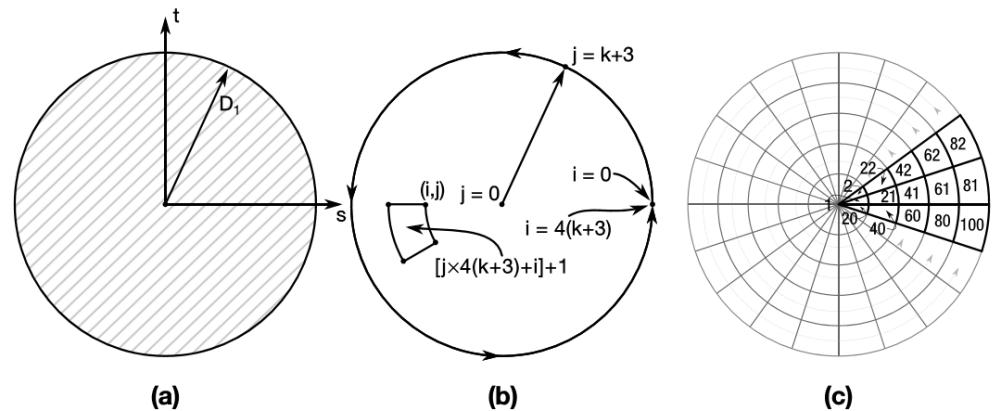 t
D₁
s
(a)
j = k+3
(i,j)
j = 0
i = 0
i = 4(k+3)
[j×4(k+3)+i]+1
(b)
82
62
22
42
2
81
61
41
21
1
20
60
80
100
40
(c)